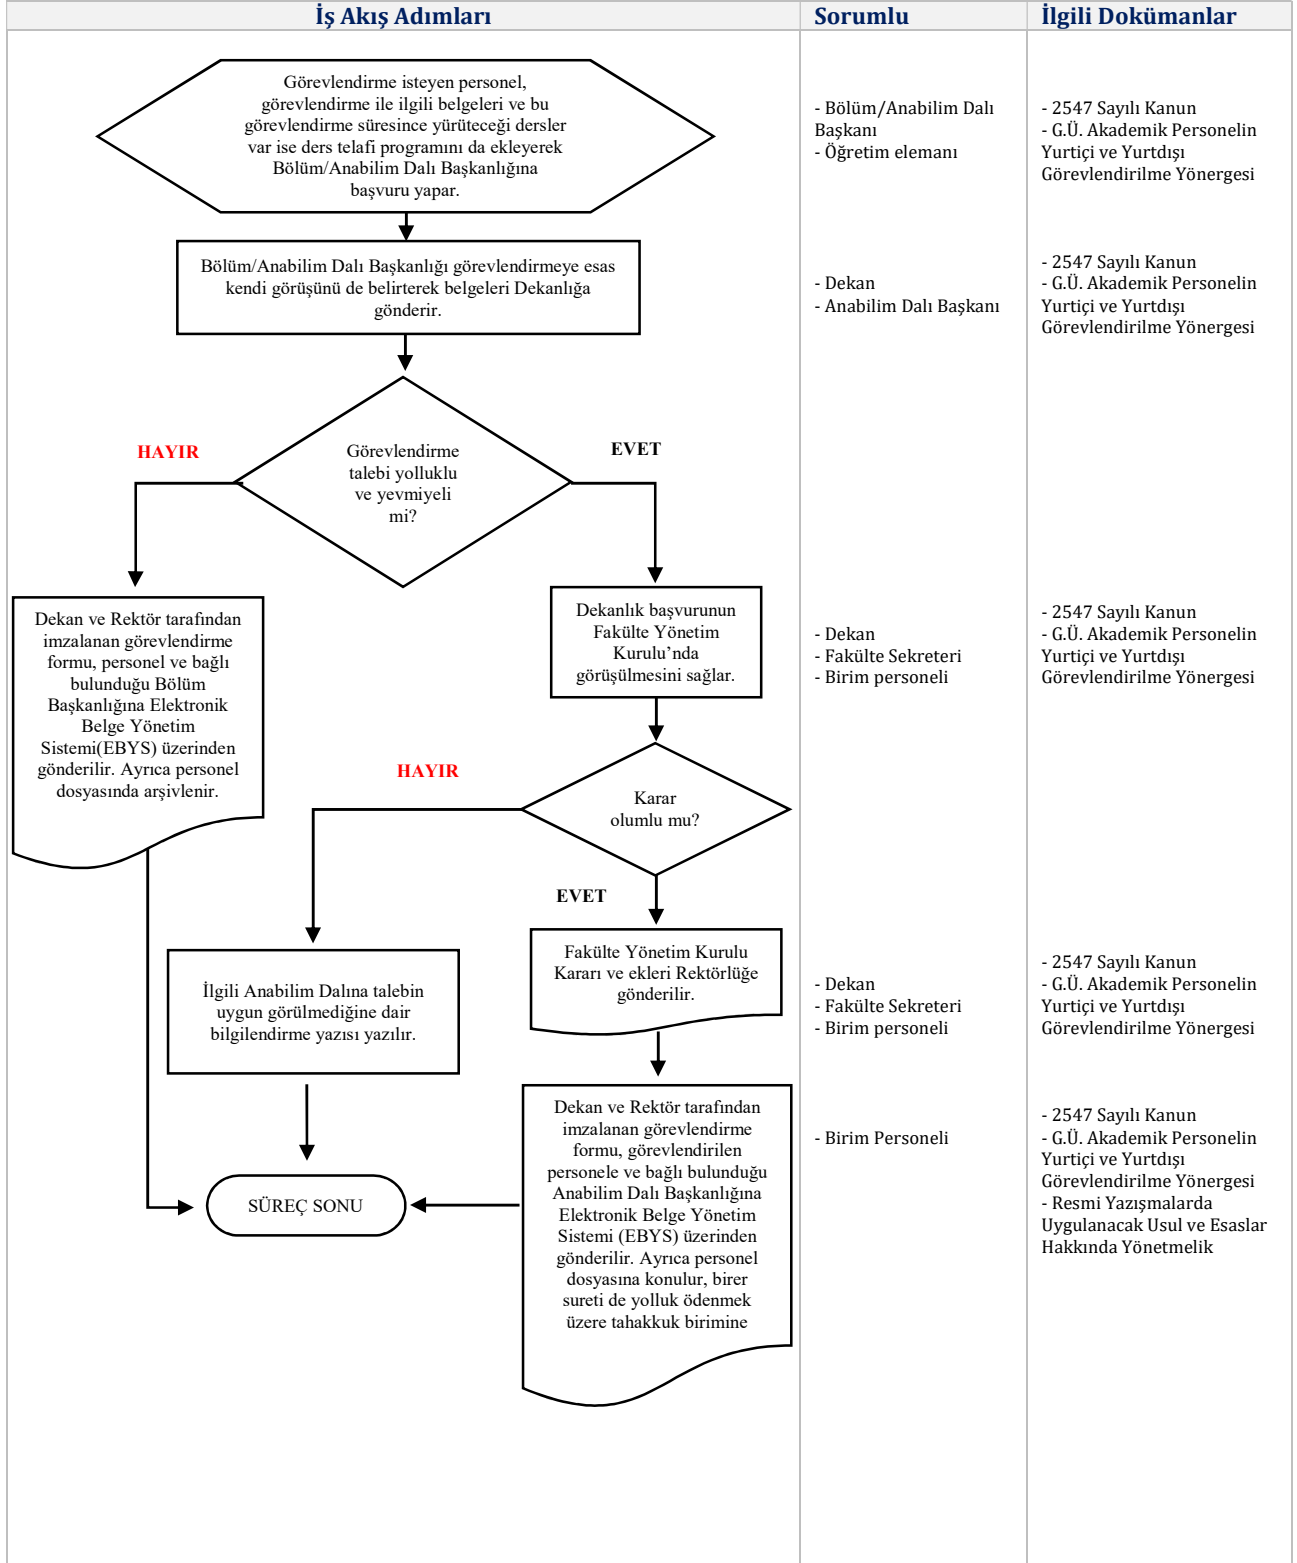 İş Akış Adımları
Sorumlu
İlgili Dokümanlar
Görevlendirme isteyen personel,
görevlendirme ile ilgili belgeleri ve bu
görevlendirme süresince yürüteceği dersler
var ise ders telafi programını da ekleyerek
Bölüm/Anabilim Dalı Başkanlığına
başvuru yapar.
- Bölüm/Anabilim Dalı
Başkanı
- Öğretim elemanı
- 2547 Sayılı Kanun
- G.Ü. Akademik Personelin
Yurtiçi ve Yurtdışı
Görevlendirilme Yönergesi
Bölüm/Anabilim Dalı Başkanlığı görevlendirmeye esas
kendi görüşünü de belirterek belgeleri Dekanlığa
gönderir.
- Dekan
- Anabilim Dalı Başkanı
- 2547 Sayılı Kanun
- G.Ü. Akademik Personelin
Yurtiçi ve Yurtdışı
Görevlendirilme Yönergesi
HAYIR
Görevlendirme
talebi yolluklu
ve yevmiyeli
mi?
EVET
Dekan ve Rektör tarafından
imzalanan görevlendirme
formu, personel ve bağlı
bulunduğu Bölüm
Başkanlığına Elektronik
Belge Yönetim
Sistemi(EBYS) üzerinden
gönderilir. Ayrıca personel
dosyasında arşivlenir.
Dekanlık başvurunun
Fakülte Yönetim
Kurulu’nda
görüşülmesini sağlar.
- Dekan
- Fakülte Sekreteri
- Birim personeli
- 2547 Sayılı Kanun
- G.Ü. Akademik Personelin
Yurtiçi ve Yurtdışı
Görevlendirilme Yönergesi
HAYIR
Karar
olumlu mu?
EVET
İlgili Anabilim Dalına talebin
uygun görülmediğine dair
bilgilendirme yazısı yazılır.
Fakülte Yönetim Kurulu
Kararı ve ekleri Rektörlüğe
gönderilir.
- Dekan
- Fakülte Sekreteri
- Birim personeli
- 2547 Sayılı Kanun
- G.Ü. Akademik Personelin
Yurtiçi ve Yurtdışı
Görevlendirilme Yönergesi
SÜREÇ SONU
Dekan ve Rektör tarafından
imzalanan görevlendirme
formu, görevlendirilen
personele ve bağlı bulunduğu
Anabilim Dalı Başkanlığına
Elektronik Belge Yönetim
Sistemi (EBYS) üzerinden
gönderilir. Ayrıca personel
dosyasına konulur, birer
sureti de yolluk ödenmek
üzere tahakkuk birimine
- Birim Personeli
- 2547 Sayılı Kanun
- G.Ü. Akademik Personelin
Yurtiçi ve Yurtdışı
Görevlendirilme Yönergesi
- Resmi Yazışmalarda
Uygulanacak Usul ve Esaslar
Hakkında Yönetmelik